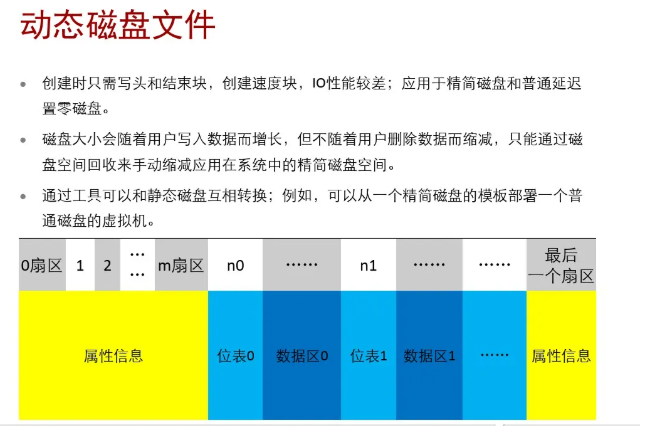 动态磁盘文件
创建时只需写头和结束块，创建速度块，IO性能较差；应用于精简磁盘和普通延迟
置零磁盘。
磁盘大小会随着用户写入数据而增长，但不随着用户删除数据而缩减，只能通过磁
盘空间回收来手动缩减应用在系统中的精简磁盘空间。
通过工具可以和静态磁盘互相转换；例如，可以从一个精简磁盘的模板部署一个普
通磁盘的虚拟机。
0扇区 1 2 …… m扇区 n0 …… n1 …… …… 最后
一个扇区
属性信息 位表0 数据区0 位表1 数据区1 …… 属性信息